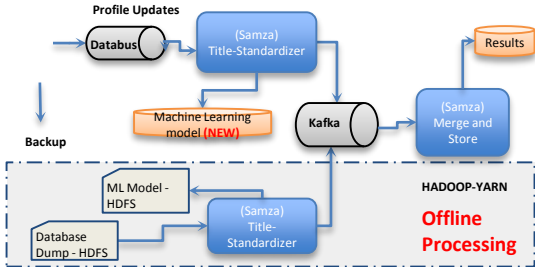 Profile Updates
Databus
(Samza)
Title-Standardizer
Results
Machine Learning
model (NEW)
Kafka
(Samza)
Merge and
Store
Backup
ML Model -
HDFS
HADOOP-YARN
(Samza)
Title-
Standardizer
Offline
Processing
Database
Dump - HDFS